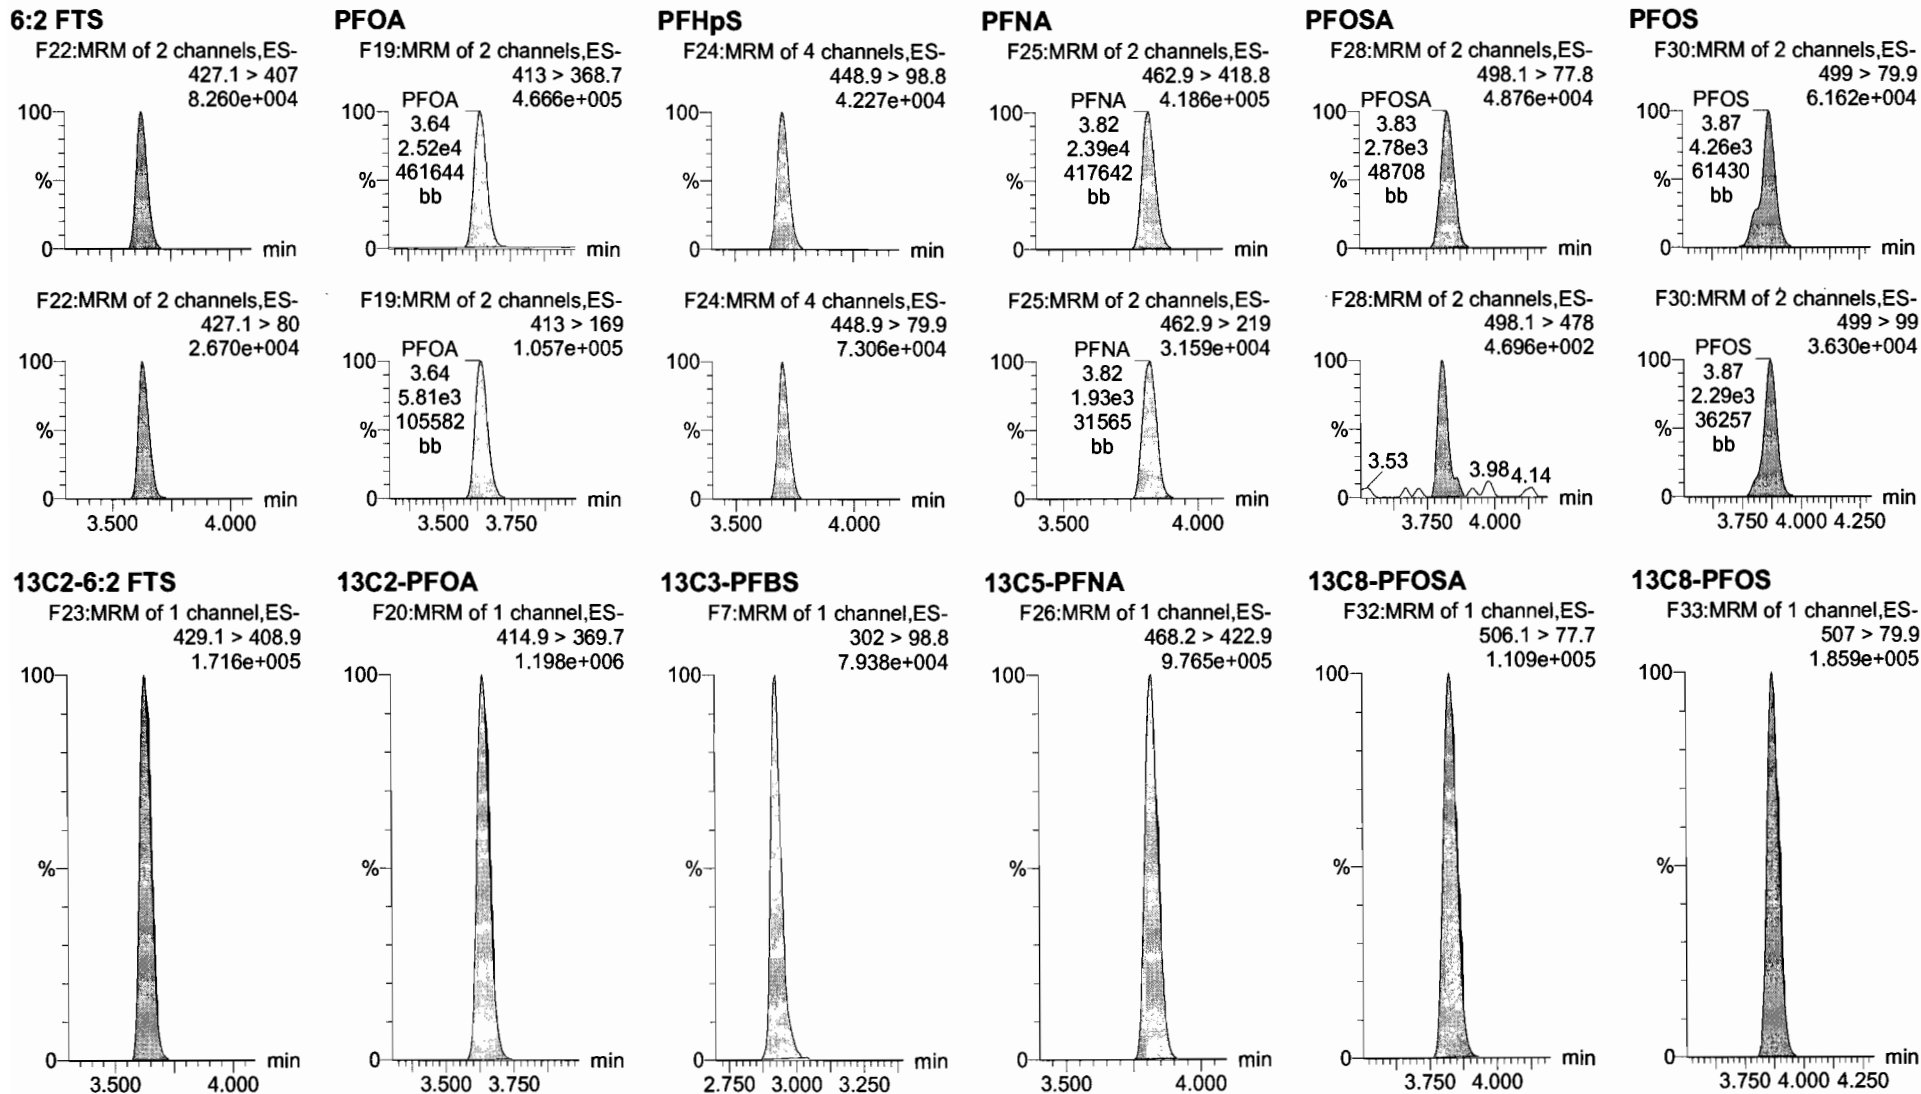 6:2 FTS
F22:MRM of 2 channels,ES-
427.1 > 407
8.260e+004
100
%
0
min
F22:MRM of 2 channels,ES-
427.1 > 80
2.670e+004
100
%
0
min
3.500 4.000
PFOA
F19:MRM of 2 channels,ES-
413 > 368.7
4.666e+005
100
PFOA
3.64
2.52e4
461644
bb
%
0
min
F19:MRM of 2 channels,ES-
413 > 169
1.057e+005
100
PFOA
3.64
5.81e3
105582
bb
%
0
min
3.500 3.750
PFHpS
F24:MRM of 4 channels,ES-
448.9 > 98.8
4.227e+004
100
%
0
min
F24:MRM of 4 channels,ES-
448.9 > 79.9
7.306e+004
100
%
0
min
3.500 4.000
PFNA
F25:MRM of 2 channels,ES-
462.9 > 418.8
4.186e+005
100
PFNA
3.82
2.39e4
417642
bb
%
0
min
F25:MRM of 2 channels,ES-
462.9 > 219
3.159e+004
100
PFNA
3.82
1.93e3
31565
bb
%
0
min
3.500 4.000
PFOSA
F28:MRM of 2 channels,ES-
498.1 > 77.8
4.876e+004
100
PFOSA
3.83
2.78e3
48708
bb
%
0
min
F28:MRM of 2 channels,ES-
498.1 > 478
4.696e+002
100
%
3.53
3.98
4.14
0
min
3.750 4.000
PFOS
F30:MRM of 2 channels,ES-
499 > 79.9
6.162e+004
100
PFOS
3.87
4.26e3
61430
bb
%
0
min
F30:MRM of 2 channels,ES-
499 > 99
3.630e+004
100
PFOS
3.87
2.29e3
36257
bb
%
0
min
3.750 4.000 4.250
13C2-6:2 FTS
F23:MRM of 1 channel,ES-
429.1 > 408.9
1.716e+005
100
%
0
min
3.500 4.000
13C2-PFOA
F20:MRM of 1 channel,ES-
414.9 > 369.7
1.198e+006
100
%
0
min
3.500 3.750
13C3-PFBS
F7:MRM of 1 channel,ES-
302 > 98.8
7.938e+004
100
%
0
min
2.750 3.000 3.250
13C5-PFNA
F26:MRM of 1 channel,ES-
468.2 > 422.9
9.765e+005
100
%
0
min
3.500 4.000
13C8-PFOSA
F32:MRM of 1 channel,ES-
506.1 > 77.7
1.109e+005
100
%
0
min
3.750 4.000
13C8-PFOS
F33:MRM of 1 channel,ES-
507 > 79.9
1.859e+005
100
%
0
min
3.750 4.000 4.250